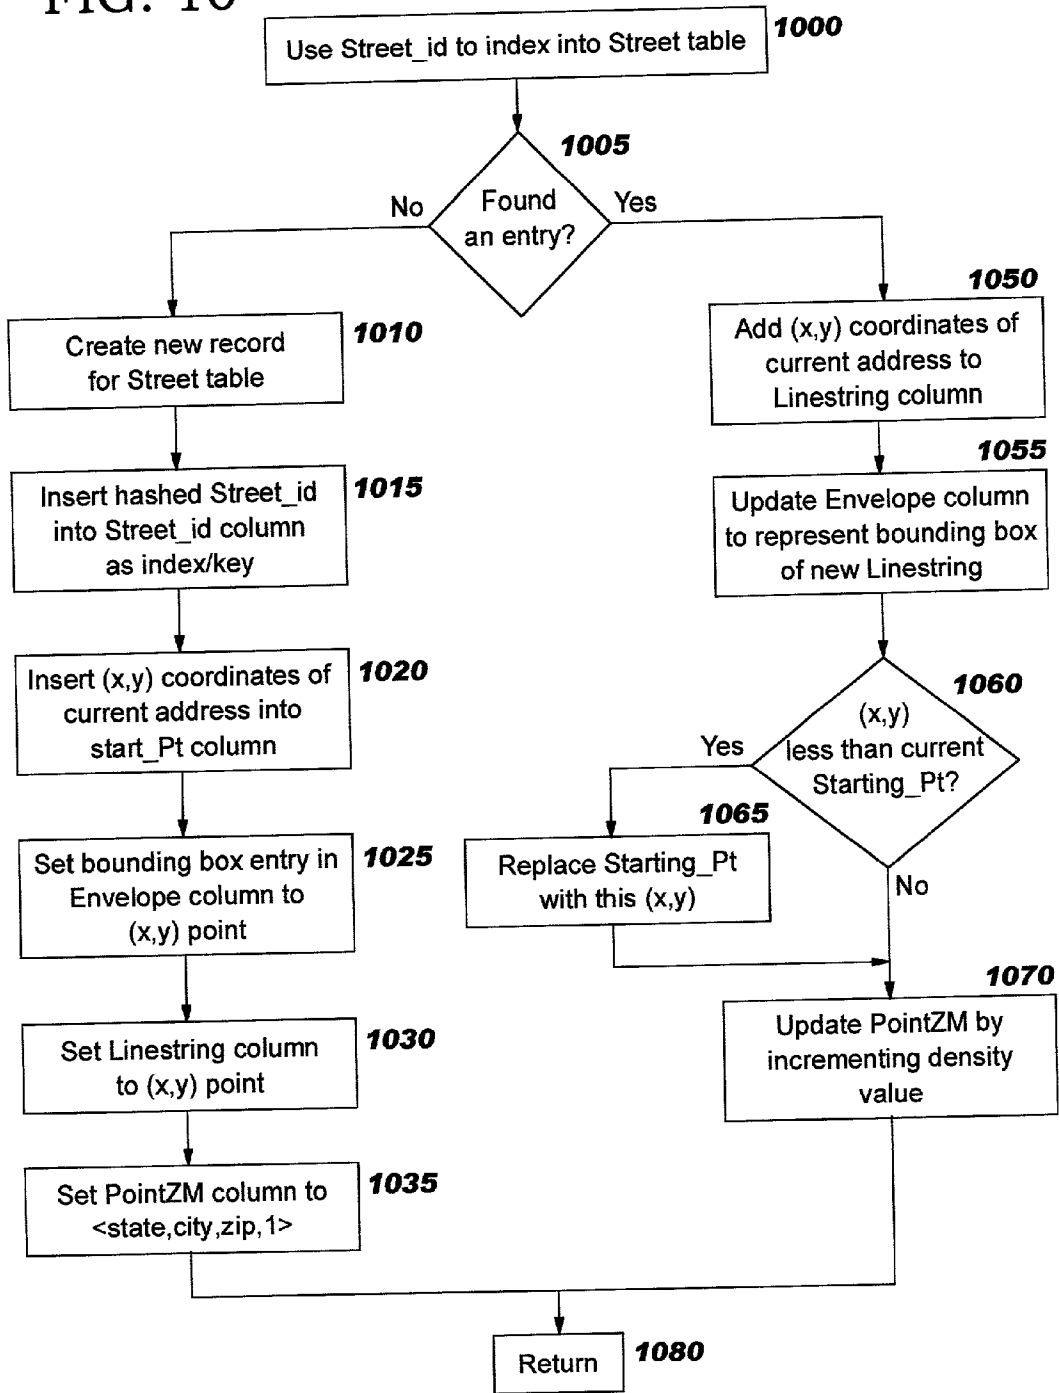 FIG. 10
Use Street_id to index into Street table
1000
1005
Found
an entry?
No
Yes
1010
Create new record
for Street table
1015
Insert hashed Street_id
into Street_id column
as index/key
1020
Insert (x,y) coordinates of
current address into
start_Pt column
1025
Set bounding box entry in
Envelope column to
(x,y) point
1030
Set Linestring column
to (x,y) point
1035
Set PointZM column to
<state,city,zip,1>
1050
Add (x,y) coordinates of
current address to
Linestring column
1055
Update Envelope column
to represent bounding box
of new Linestring
1060
(x,y)
less than current
Starting_Pt?
Yes
No
1065
Replace Starting_Pt
with this (x,y)
1070
Update PointZM by
incrementing density
value
Return
1080